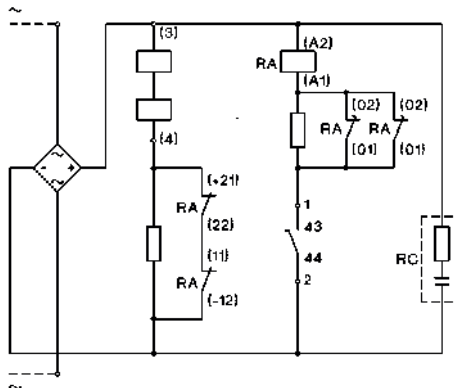 ~
(3)
(A2)
RA
(A1)
(02) (02)
RA RA
(4) (01) (01)
~
- +
~
(+21)
RA
(22)
1
43
(11)
44
RC
RA
2
(-12)
~